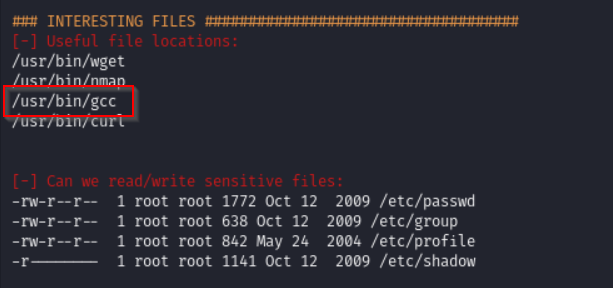 ### INTERESTING FILES ####################################
[-] Useful file locations:
/usr/bin/wget
/usr/bin/nmap
/usr/bin/gcc
/usr/bin/curl
[-] Can we read/write sensitive files:
-rw-r--r-- 1 root root 1772 Oct 12 2009 /etc/passwd
-rw-r--r-- 1 root root 638 Oct 12 2009 /etc/group
-rw-r--r-- 1 root root 842 May 24 2004 /etc/profile
-r-------- 1 root root 1141 Oct 12 2009 /etc/shadow